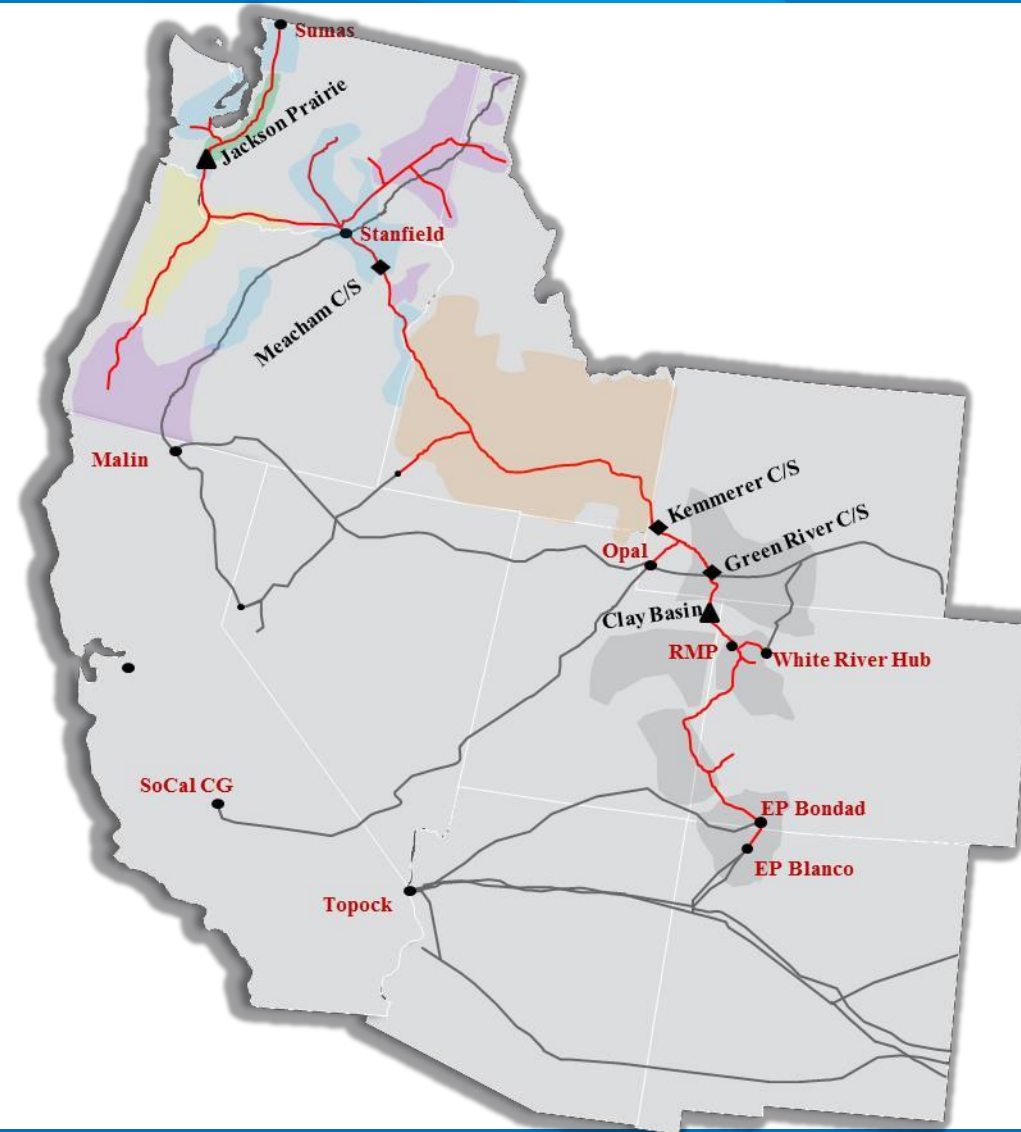 Sumas
Jackson Prairie
Stanfield
Meacham C/S
Malin
Kemmerer C/S
Opal
Green River C/S
Clay Basin
RMP
White River Hub
SoCal CG
EP Bondad
EP Blanco
Topock